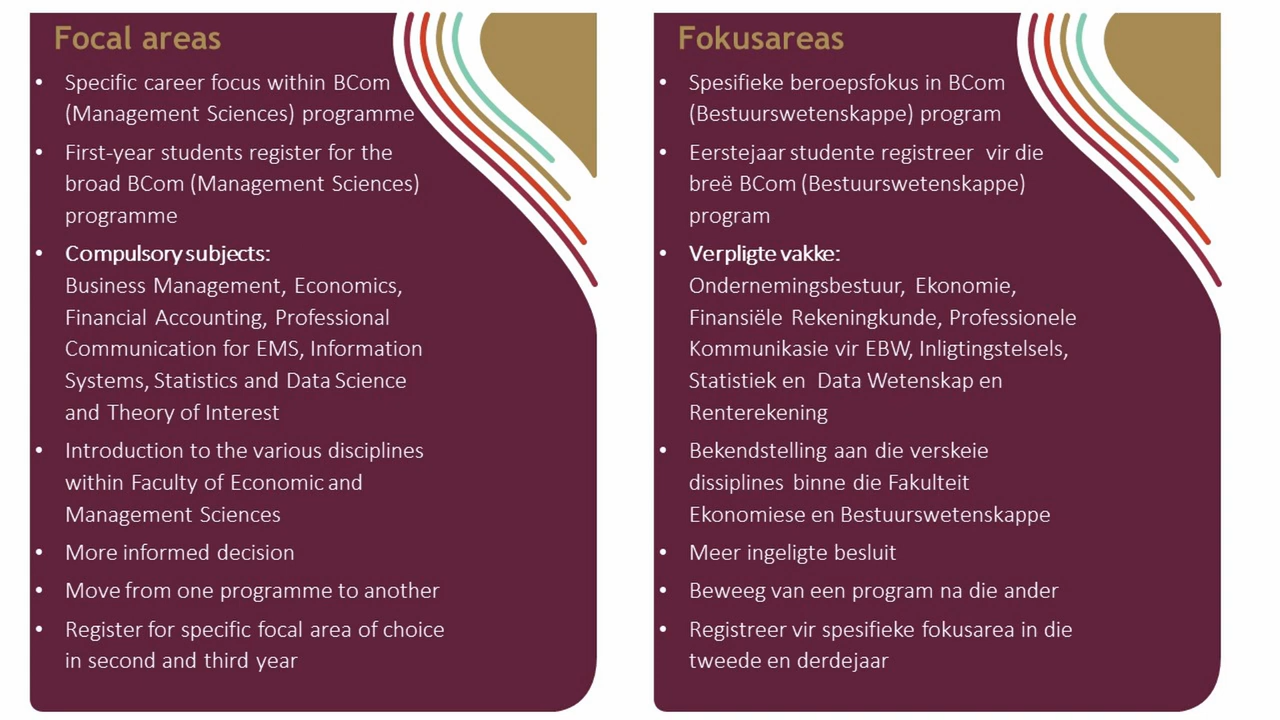 Focal areas
• Specific career focus within BCom
(Management Sciences) programme
• First-year students register for the
broad BCom (Management Sciences)
programme
• Compulsory subjects:
Business Management, Economics,
Financial Accounting, Professional
Communication for EMS, Information
Systems, Statistics and Data Science
and Theory of Interest
• Introduction to the various disciplines
within Faculty of Economic and
Management Sciences
• More informed decision
• Move from one programme to another
• Register for specific focal area of choice
in second and third year
Fokusareas
• Spesifieke beroepsfokus in BCom
(Bestuurswetenskappe) program
• Eerstejaar studente registreer vir die
breë BCom (Bestuurswetenskappe)
program
• Verpligte vakke:
Ondernemingsbestuur, Ekonomie,
Finansiële Rekeningkunde, Professionele
Kommunikasie vir EBW, Inligtingstelsels,
Statistiek en Data Wetenskap en
Renterekening
• Bekendstelling aan die verskeie
dissiplines binne die Fakulteit
Ekonomiese en Bestuurswetenskappe
• Meer ingeligte besluit
• Beweeg van een program na die ander
• Registreer vir spesifieke fokusarea in die
tweede en derdejaar